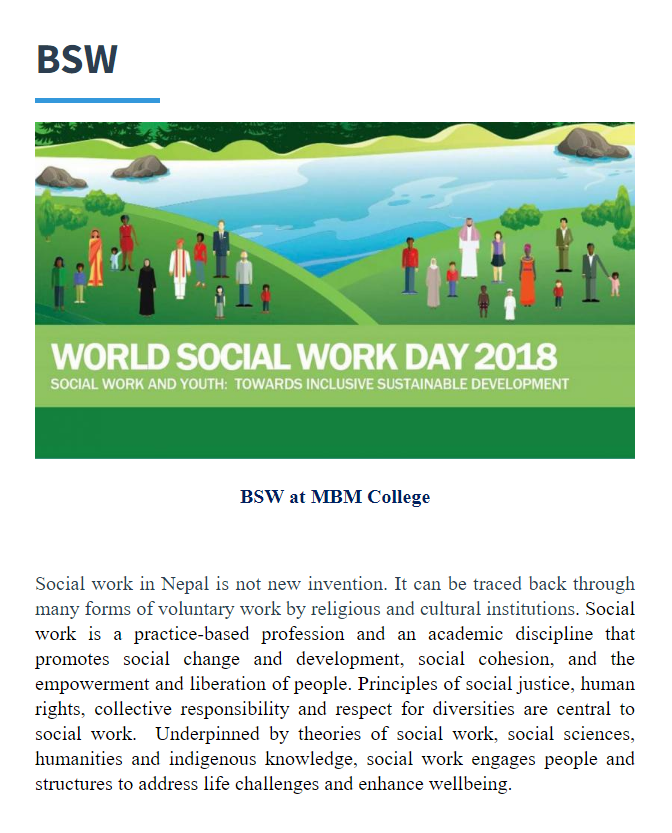 BSW
WORLD SOCIAL WORK DAY 2018
SOCIAL WORK AND YOUTH: TOWARDS INCLUSIVE SUSTAINABLE DEVELOPMENT
BSW at MBM College
Social work in Nepal is not new invention. It can be traced back through
many forms of voluntary work by religious and cultural institutions. Social
work is a practice-based profession and an academic discipline that
promotes social change and development, social cohesion, and the
empowerment and liberation of people. Principles of social justice, human
rights, collective responsibility and respect for diversities are central to
social work.  Underpinned by theories of social work, social sciences,
humanities and indigenous knowledge, social work engages people and
structures to address life challenges and enhance wellbeing.